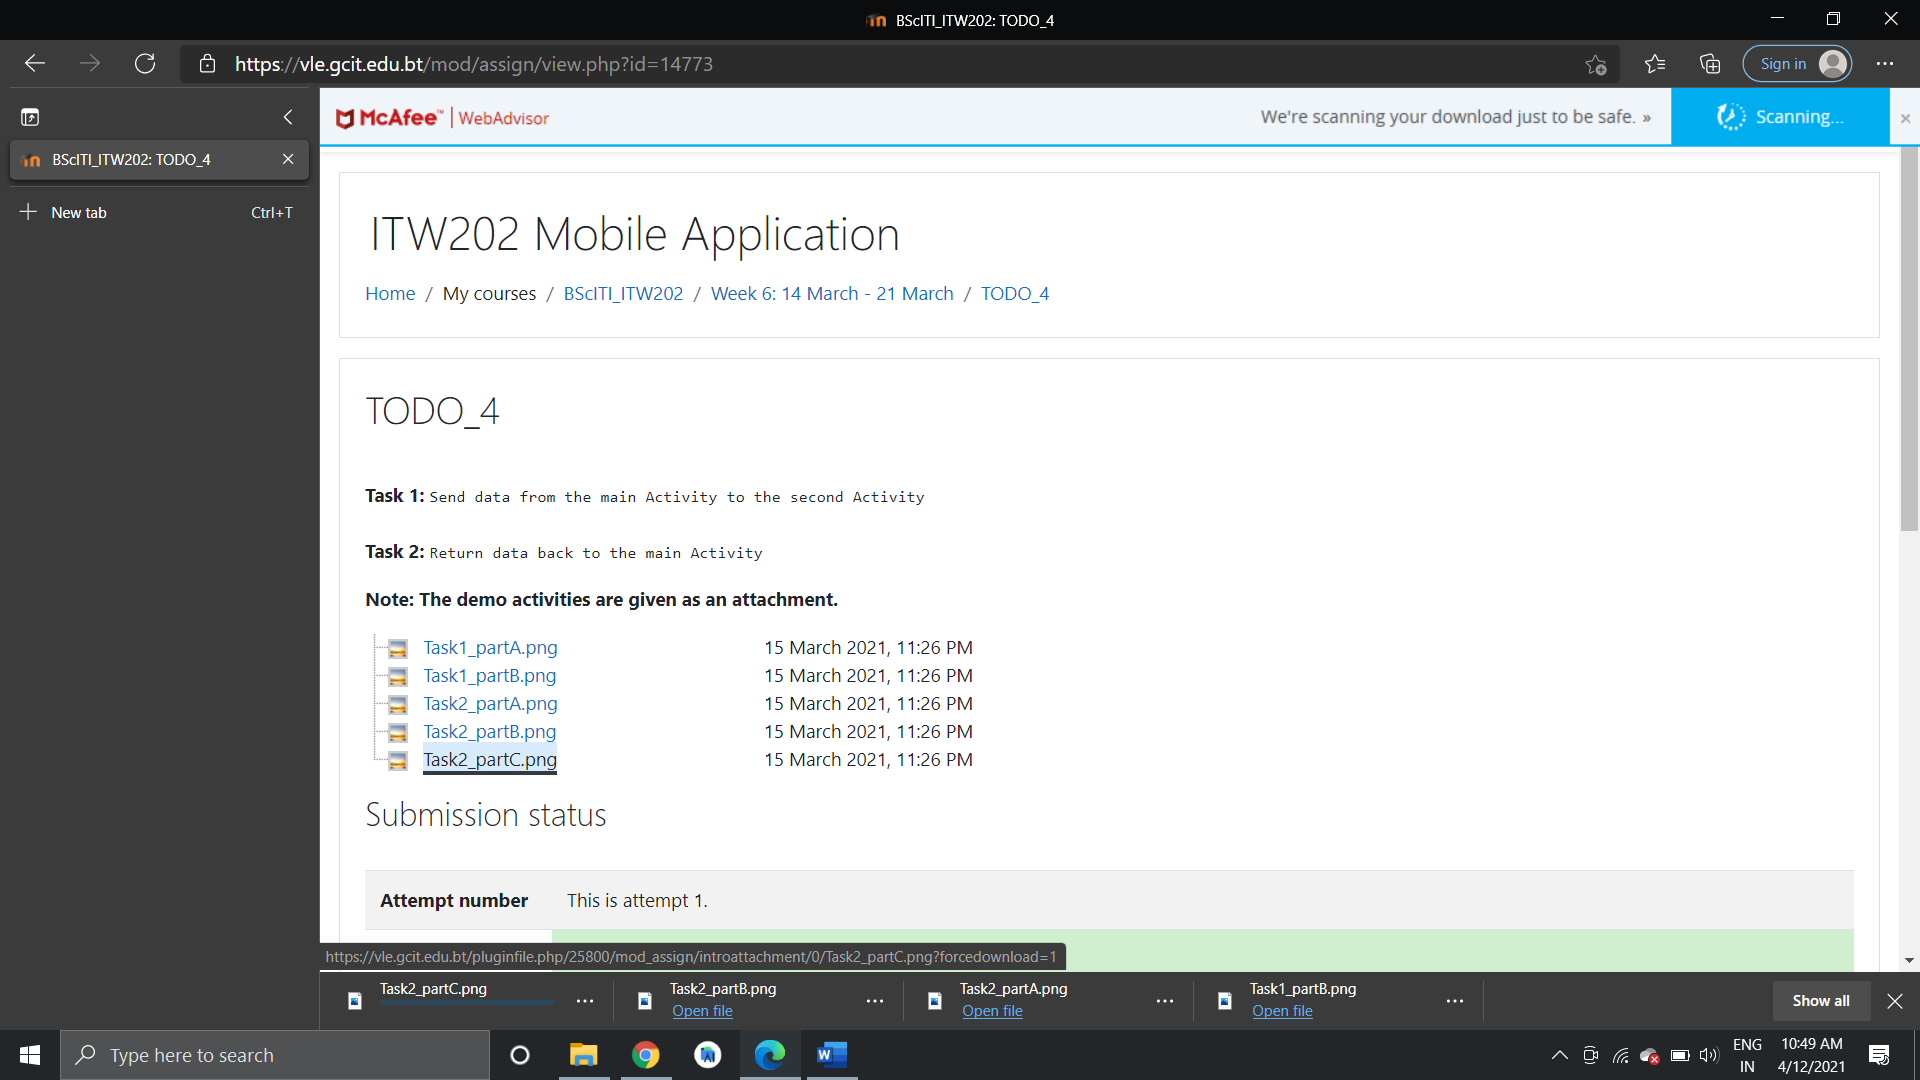 BScITI_ITW202: TODO_4
https://vle.gcit.edu.bt/mod/assign/view.php?id=14773
Sign in
McAfee™ | WebAdvisor
We're scanning your download just to be safe. »
Scanning...
BScITI_ITW202: TODO_4
New tab Ctrl+T
ITW202 Mobile Application
Home / My courses / BScITI_ITW202 / Week 6: 14 March - 21 March / TODO_4
TODO_4
Task 1: Send data from the main Activity to the second Activity
Task 2: Return data back to the main Activity
Note: The demo activities are given as an attachment.
Task1_partA.png 15 March 2021, 11:26 PM
Task1_partB.png 15 March 2021, 11:26 PM
Task2_partA.png 15 March 2021, 11:26 PM
Task2_partB.png 15 March 2021, 11:26 PM
Task2_partC.png 15 March 2021, 11:26 PM
Submission status
Attempt number This is attempt 1.
https://vle.gcit.edu.bt/pluginfile.php/25800/mod_assign/introattachment/0/Task2_partC.png?forcedownload=1
Task2_partC.png
Task2_partB.png
Open file
Task2_partA.png
Open file
Task1_partB.png
Open file
Show all
Type here to search
W
ENG
IN
10:49 AM
4/12/2021